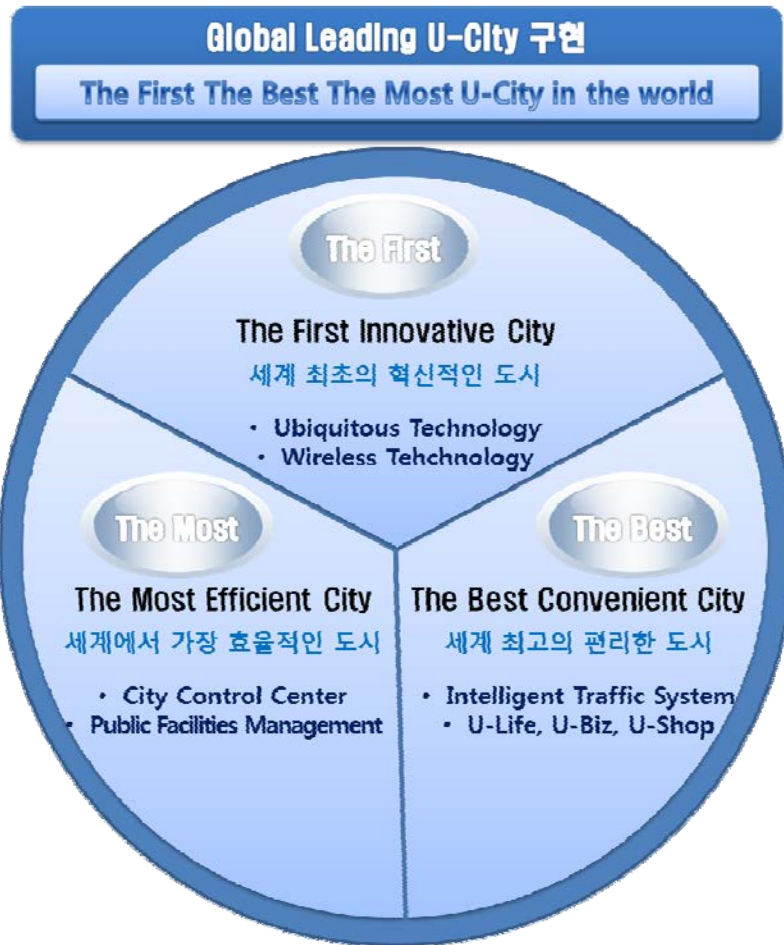 Global Leading U-City 구현
The First The Best The Most U-City in the world
The First
The First Innovative City
세계 최초의 혁신적인 도시
• Ubiquitous Technology
• Wireless Tehchnology
The Most
The Most Efficient City
세계에서 가장 효율적인 도시
• City Control Center
• Public Facilities Management
The Best
The Best Convenient City
세계 최고의 편리한 도시
• Intelligent Traffic System
• U-Life, U-Biz, U-Shop